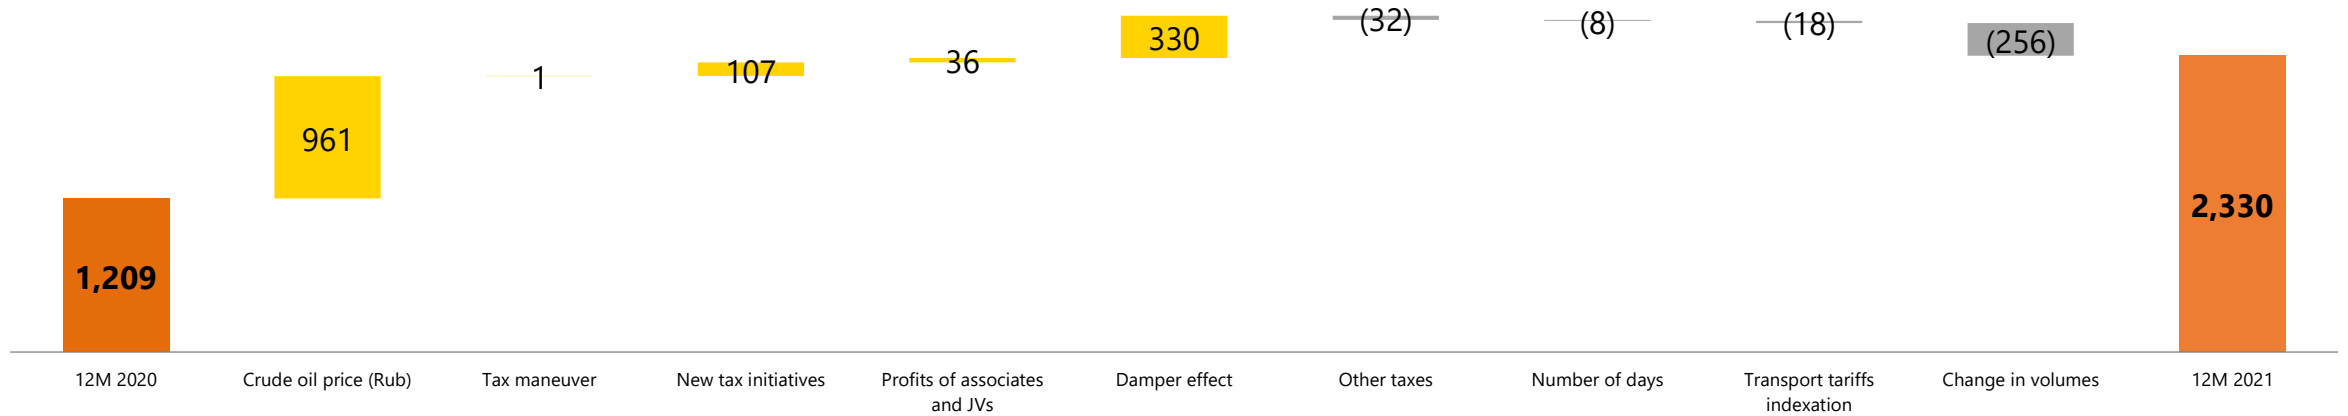 330
(32)
(8)
(18)
(256)
36
107
1
961
2,330
1,209
12M 2020
Crude oil price (Rub)
Tax maneuver
New tax initiatives
Profits of associates
and JVs
Damper effect
Other taxes
Number of days
Transport tariffs
indexation
Change in volumes
12M 2021